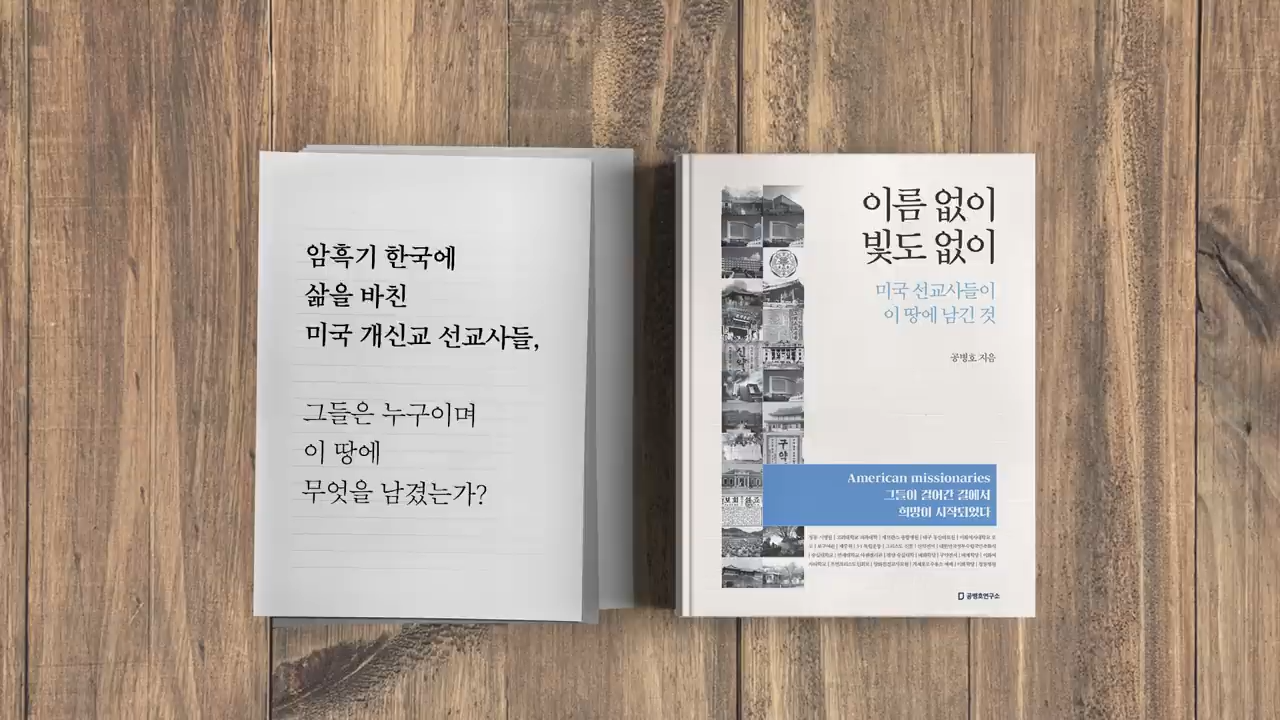 암흑기 한국에
삶을 바친
미국 개신교 선교사들,
그들은 누구이며
이 땅에
무엇을 남겼는가?
이름 없이
빛도 없이
미국 선교사들이
이 땅에 남긴 것
공병호 지음
구약
American missionaries
그들이 걸어간 길에서
희망이 시작되었다
공병호연구소